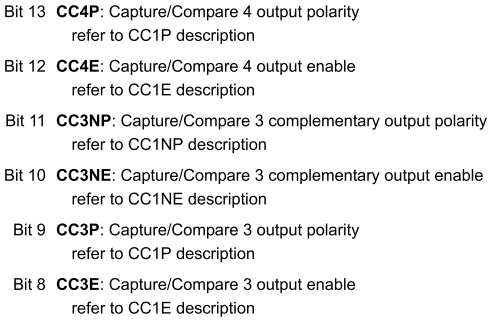 Bit 13 CC4P: Capture/Compare 4 output polarity
refer to CC1P description
Bit 12 CC4E: Capture/Compare 4 output enable
refer to CC1E description
Bit 11 CC3NP: Capture/Compare 3 complementary output polarity
refer to CC1NP description
Bit 10 CC3NE: Capture/Compare 3 complementary output enable
refer to CC1NE description
Bit 9 CC3P: Capture/Compare 3 output polarity
refer to CC1P description
Bit 8 CC3E: Capture/Compare 3 output enable
refer to CC1E description